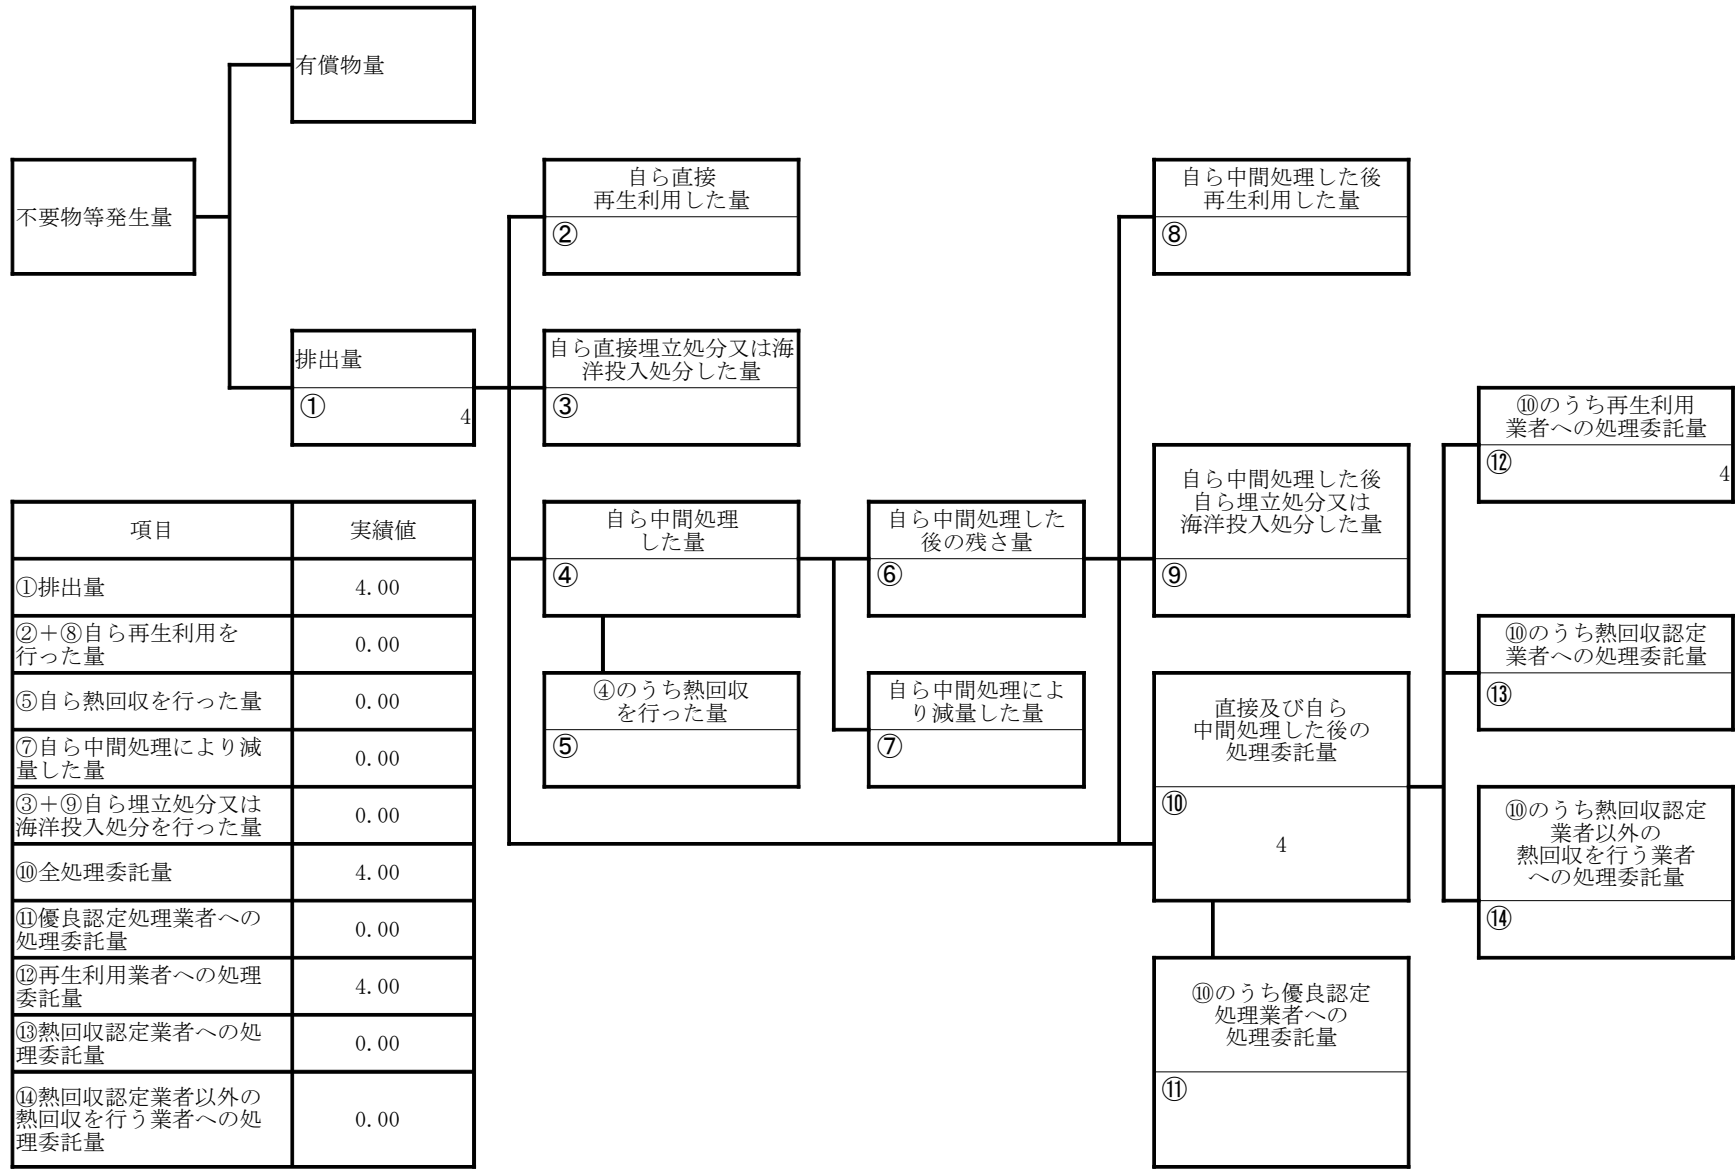 有償物量
不要物等発生量
排出量
①
4
自ら直接
再生利用した量
②
自ら直接埋立処分又は海
洋投入処分した量
③
自ら中間処理
した量
④
④のうち熱回収
を行った量
⑤
自ら中間処理した
後の残さ量
⑥
自ら中間処理によ
り減量した量
⑦
自ら中間処理した後
再生利用した量
⑧
自ら中間処理した後
自ら埋立処分又は
海洋投入処分した量
⑨
直接及び自ら
中間処理した後の
処理委託量
⑩
4
⑩のうち優良認定
処理業者への
処理委託量
⑪
⑩のうち再生利用
業者への処理委託量
⑫
4
⑩のうち熱回収認定
業者への処理委託量
⑬
⑩のうち熱回収認定
業者以外の
熱回収を行う業者
への処理委託量
⑭
項目 実績値
①排出量 4.00
②+⑧自ら再生利用を
行った量 0.00
⑤自ら熱回収を行った量 0.00
⑦自ら中間処理により減
量した量 0.00
③+⑨自ら埋立処分又は
海洋投入処分を行った量 0.00
⑩全処理委託量 4.00
⑪優良認定処理業者への
処理委託量 0.00
⑫再生利用業者への処理
委託量 4.00
⑬熱回収認定業者への処
理委託量 0.00
⑭熱回収認定業者以外の
熱回収を行う業者への処
理委託量 0.00